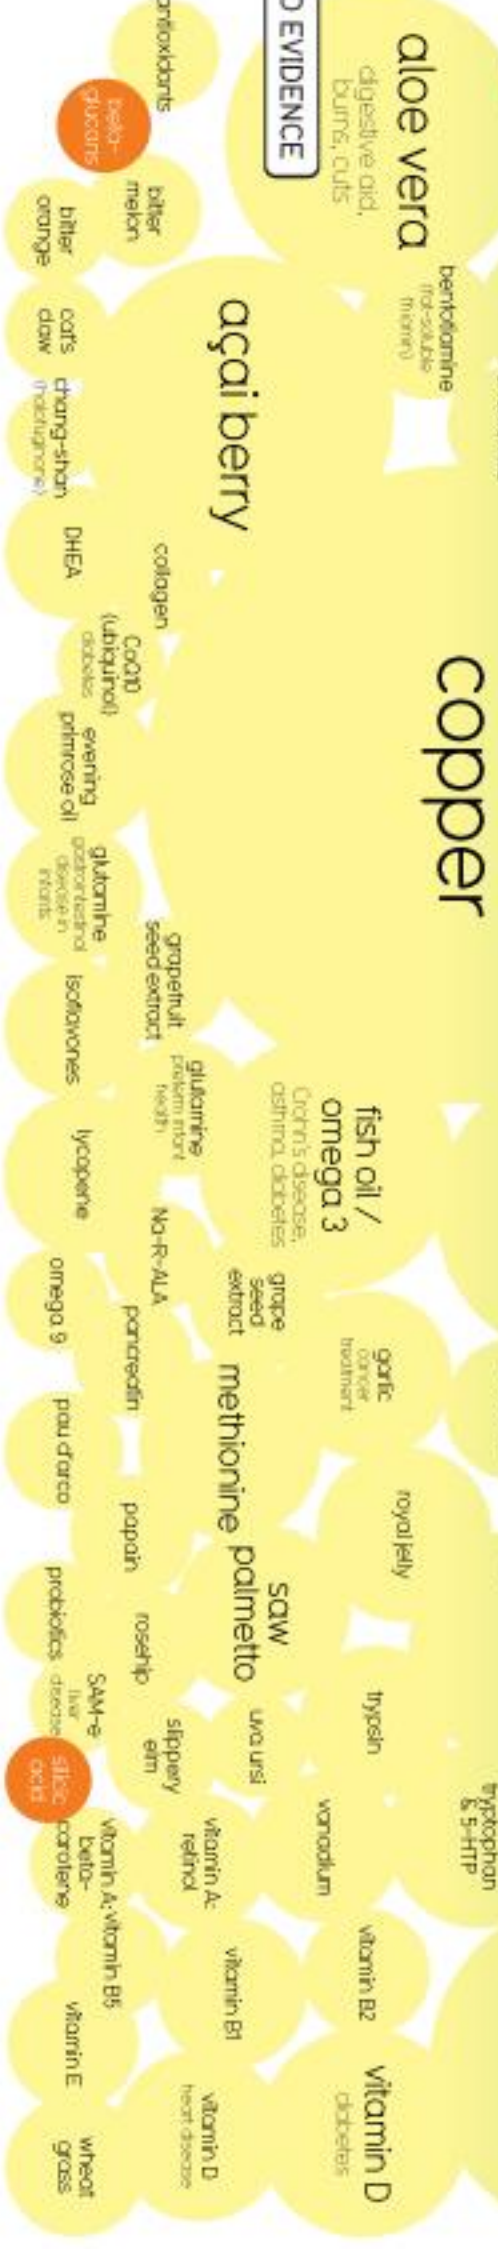 antioxidants
beta-
glucans
bitter
melon
bitter
orange
cat's
claw
chang-shan
(halofuginone)
DHEA
EVIDENCE
aloe vera
digestive aid,
burns, cuts
benfotiamine
(fat-soluble
thiamin)
açai berry
collagen
CoQ10
(ubiquinol)
diabetes
copper
evening
primrose oil
glutamine
gastrointestinal
disease in
infants
isoflavones
grapefruit
seed extract
glutamine
preterm infant
health
fish oil /
omega 3
Crohn's disease,
asthma, diabetes
lycopene
Na-R-ALA
omega 9
pancreatin
grape
seed
extract
garlic
cancer
treatment
methionine
pau d'arco
papain
royal jelly
saw
palmetto
probiotics
rosehip
SAM-e
liver
disease
slippery
elm
uva ursi
trypsin
silicic
acid
tryptophan
& 5-HTP
vitamin A:
beta-
carotene
vitamin A:
retinol
vanadium
vitamin B5
vitamin B1
vitamin B2
vitamin E
vitamin D
heart disease
vitamin D
diabetes
wheat
grass